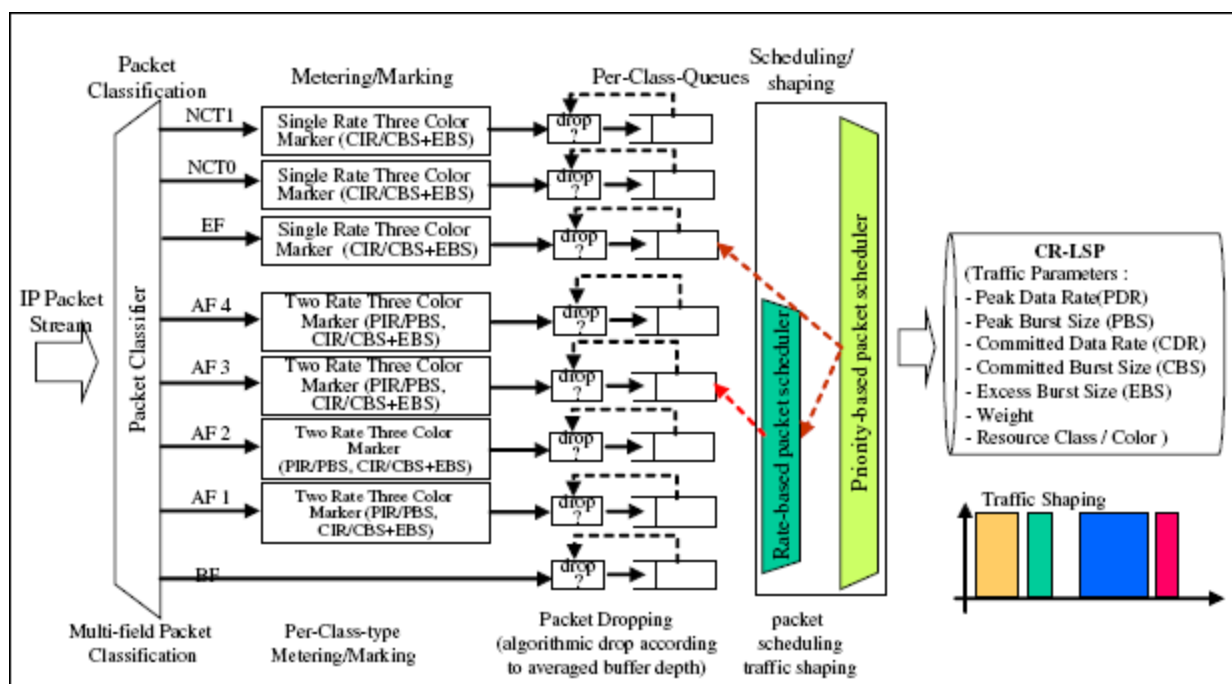 Packet
Classification
Metering/Marking
Per-Class-Queues
Scheduling/
shaping
IP Packet
Stream
Packet Classifier
NCT1
Single Rate Three Color
Marker (CIR/CBS+EBS)
drop
?
NCT0
Single Rate Three Color
Marker (CIR/CBS+EBS)
drop
?
EF
Single Rate Three Color
Marker (CIR/CBS+EBS)
drop
?
AF 4
Two Rate Three Color
Marker (PIR/PBS,
CIR/CBS+EBS)
drop
?
AF 3
Two Rate Three Color
Marker (PIR/PBS,
CIR/CBS+EBS)
drop
?
AF 2
Two Rate Three Color
Marker
(PIR/PBS, CIR/CBS+EBS)
drop
?
AF 1
Two Rate Three Color
Marker (PIR/PBS,
CIR/CBS+EBS)
drop
?
BF
drop
?
Rate-based packet scheduler
Priority-based packet scheduler
CR-LSP
(Traffic Parameters :
- Peak Data Rate(PDR)
- Peak Burst Size (PBS)
- Committed Data Rate (CDR)
- Committed Burst Size (CBS)
- Excess Burst Size (EBS)
- Weight
- Resource Class / Color )
Traffic Shaping
Multi-field Packet
Classification
Per-Class-type
Metering/Marking
Packet Dropping
(algorithmic drop according
to averaged buffer depth)
packet
scheduling
traffic shaping